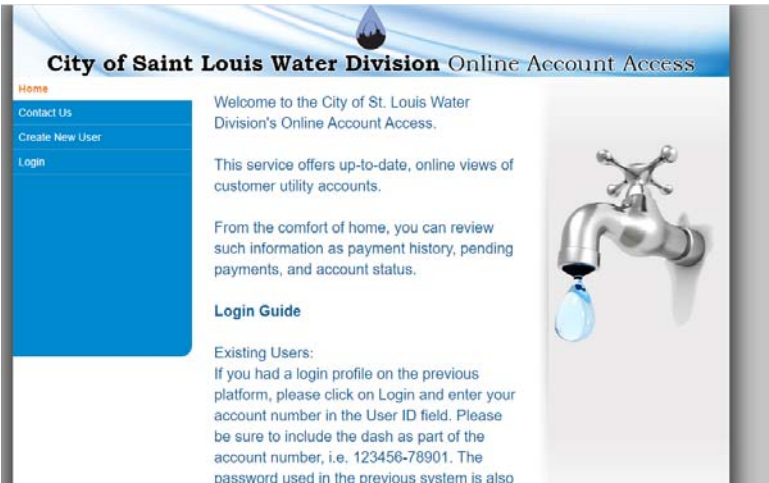 City of Saint Louis Water Division Online Account Access
Home
Contact Us
Create New User
Login
Welcome to the City of St. Louis Water
Division's Online Account Access.
This service offers up-to-date, online views of
customer utility accounts.
From the comfort of home, you can review
such information as payment history, pending
payments, and account status.
Login Guide
Existing Users:
If you had a login profile on the previous
platform, please click on Login and enter your
account number in the User ID field. Please
be sure to include the dash as part of the
account number, i.e. 123456-78901. The
password used in the previous system is also